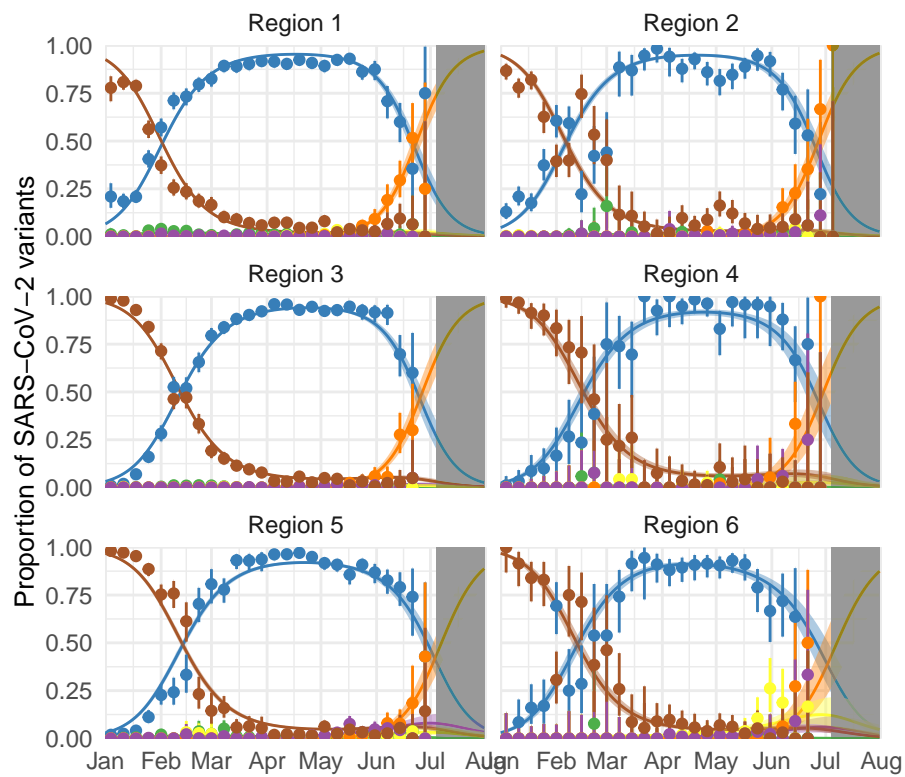 Region 1
Region 2
1.00
0.75
0.50
0.25
0.00
Region 3
Region 4
1.00
0.75
0.50
0.25
0.00
Region 5
Region 6
1.00
0.75
0.50
0.25
0.00
Jan Feb Mar Apr May Jun Jul Aug
Jan Feb Mar Apr May Jun Jul Aug
Proportion of SARS−CoV−2 variants